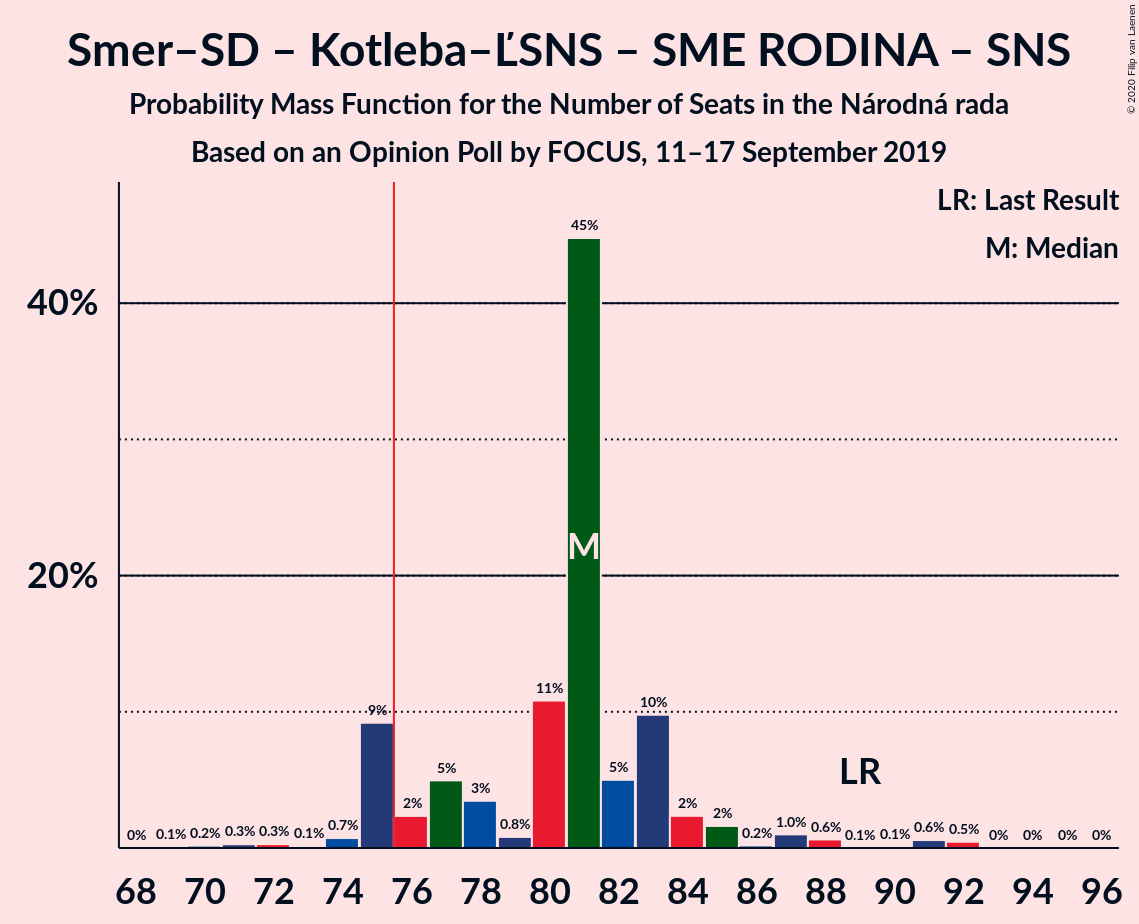 Smer–SD – Kotleba–ĽSNS – SME RODINA – SNS
Probability Mass Function for the Number of Seats in the Národná rada
Based on an Opinion Poll by FOCUS, 11–17 September 2019
© 2020 Filip van Laenen
LR: Last Result
M: Median
40%
20%
0% 0.1% 0.2% 0.3% 0.3% 0.1% 0.7% 9% 2% 5% 3% 0.8% 11% 45% 5% 10% 2% 2% 0.2% 1.0% 0.6% 0.1% 0.1% 0.6% 0.5% 0% 0% 0% 0%
M
LR
68 70 72 74 76 78 80 82 84 86 88 90 92 94 96